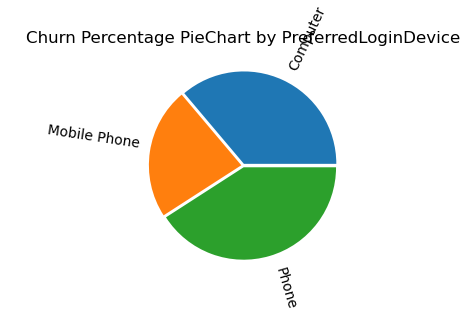 Churn Percentage PieChart by PreferredLoginDevice
Computer
Mobile Phone
Phone